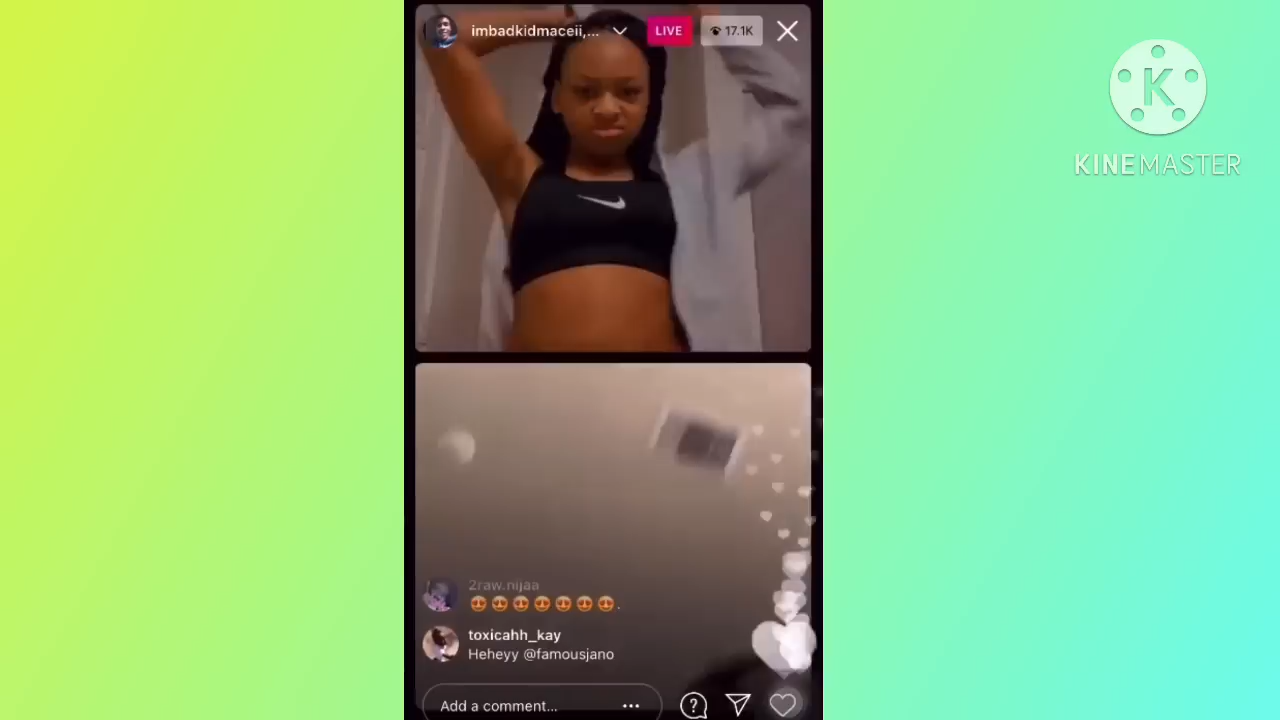 imbadkidmaceii,...
LIVE
17.1K
K
KINEMASTER
2raw.nijaa
😍😍😍😍😍😍😍.
toxicahh_kay
Heheyy @famousjano
Add a comment...